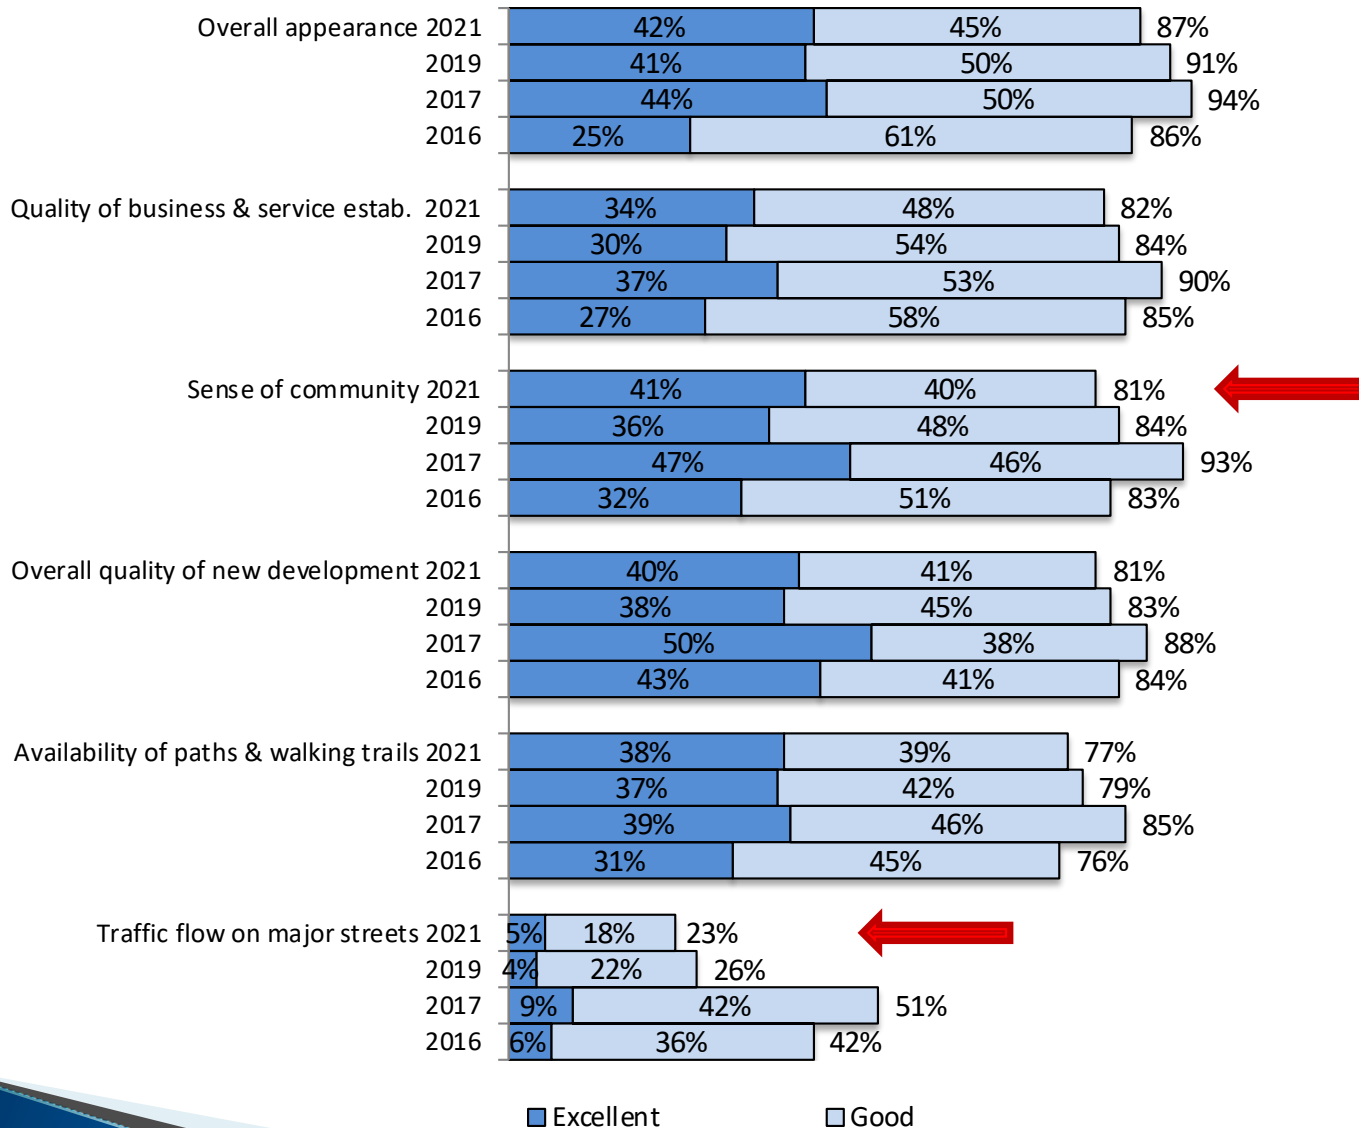 Overall appearance 2021 42% 45% 87%
2019 41% 50% 91%
2017 44% 50% 94%
2016 25% 61% 86%
Quality of business & service estab. 2021 34% 48% 82%
2019 30% 54% 84%
2017 37% 53% 90%
2016 27% 58% 85%
Sense of community 2021 41% 40% 81%
2019 36% 48% 84%
2017 47% 46% 93%
2016 32% 51% 83%
Overall quality of new development 2021 40% 41% 81%
2019 38% 45% 83%
2017 50% 38% 88%
2016 43% 41% 84%
Availability of paths & walking trails 2021 38% 39% 77%
2019 37% 42% 79%
2017 39% 46% 85%
2016 31% 45% 76%
Traffic flow on major streets 2021 5% 18% 23%
2019 4% 22% 26%
2017 9% 42% 51%
2016 6% 36% 42%
Excellent Good